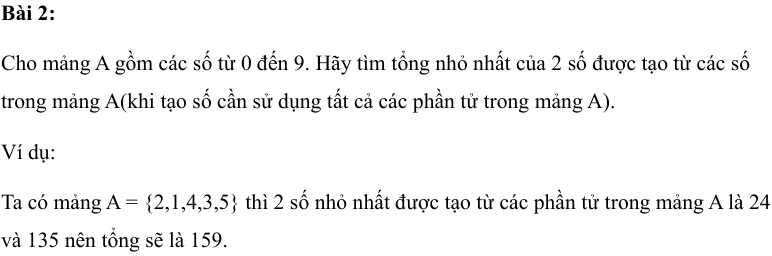 Bài 2:
Cho mảng A gồm các số từ 0 đến 9. Hãy tìm tổng nhỏ nhất của 2 số được tạo từ các số
trong mảng A(khi tạo số cần sử dụng tất cả các phần tử trong mảng A).
Ví dụ:
Ta có mảng A = {2,1,4,3,5} thì 2 số nhỏ nhất được tạo từ các phần tử trong mảng A là 24
và 135 nên tổng sẽ là 159.